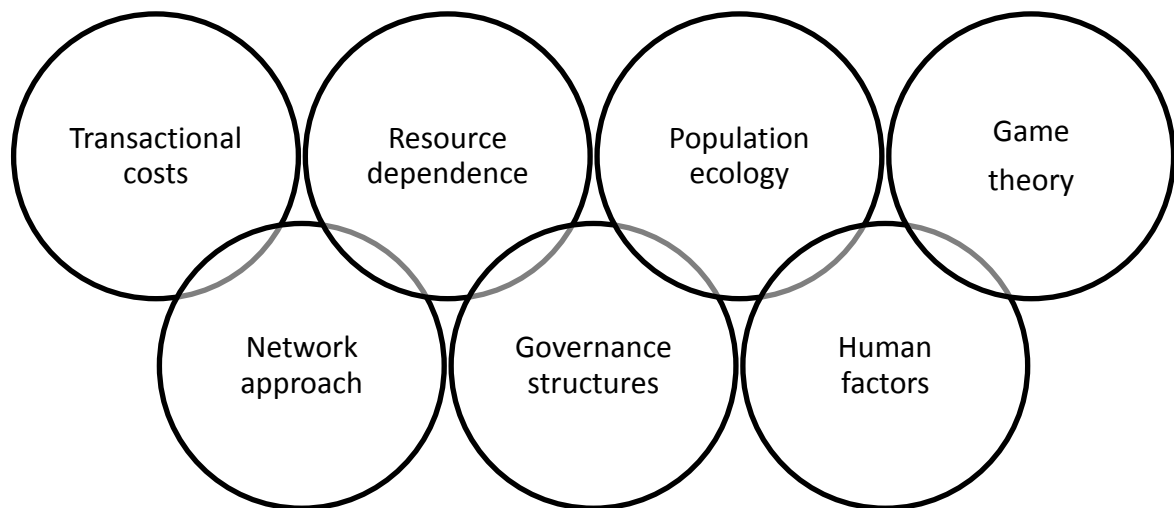 Transactional
costs
Resource
dependence
Population
ecology
Game
theory
Network
approach
Governance
structures
Human
factors